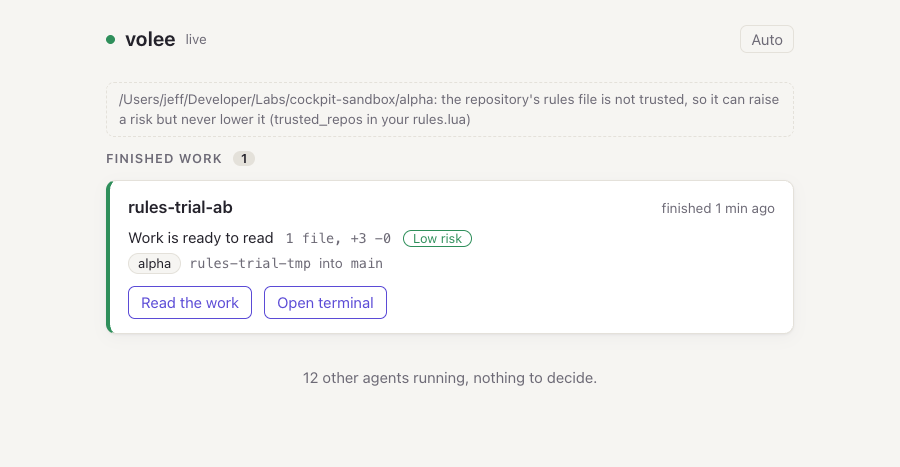 volee live
Auto
/Users/jeff/Developer/Labs/cockpit-sandbox/alpha: the repository's rules file is not trusted, so it can raise
a risk but never lower it (trusted_repos in your rules.lua)
FINISHED WORK 1
rules-trial-ab
finished 1 min ago
Work is ready to read 1 file, +3 −0 Low risk
alpha rules-trial-tmp into main
Read the work Open terminal
12 other agents running, nothing to decide.